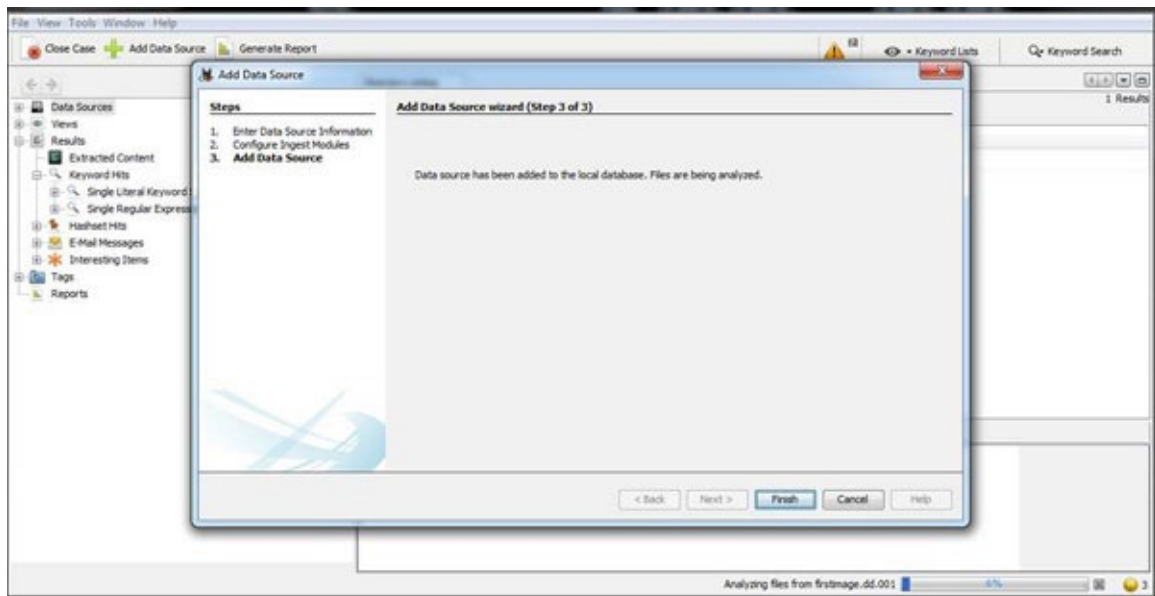 File View Tools Window Help
Close Case Add Data Source Generate Report Keyword Lists Keyword Search
Add Data Source
1 Results
Data Sources
Views
Results
Extracted Content
Keyword Hits
Single Literal Keyword
Single Regular Express
Hashset Hits
E-Mail Messages
Interesting Items
Tags
Reports
Steps
1. Enter Data Source Information
2. Configure Ingest Modules
3. Add Data Source
Add Data Source wizard (Step 3 of 3)
Data source has been added to the local database. Files are being analyzed.
< Back Next > Finish Cancel Help
Analyzing files from firstimage.dd.001 6% 3